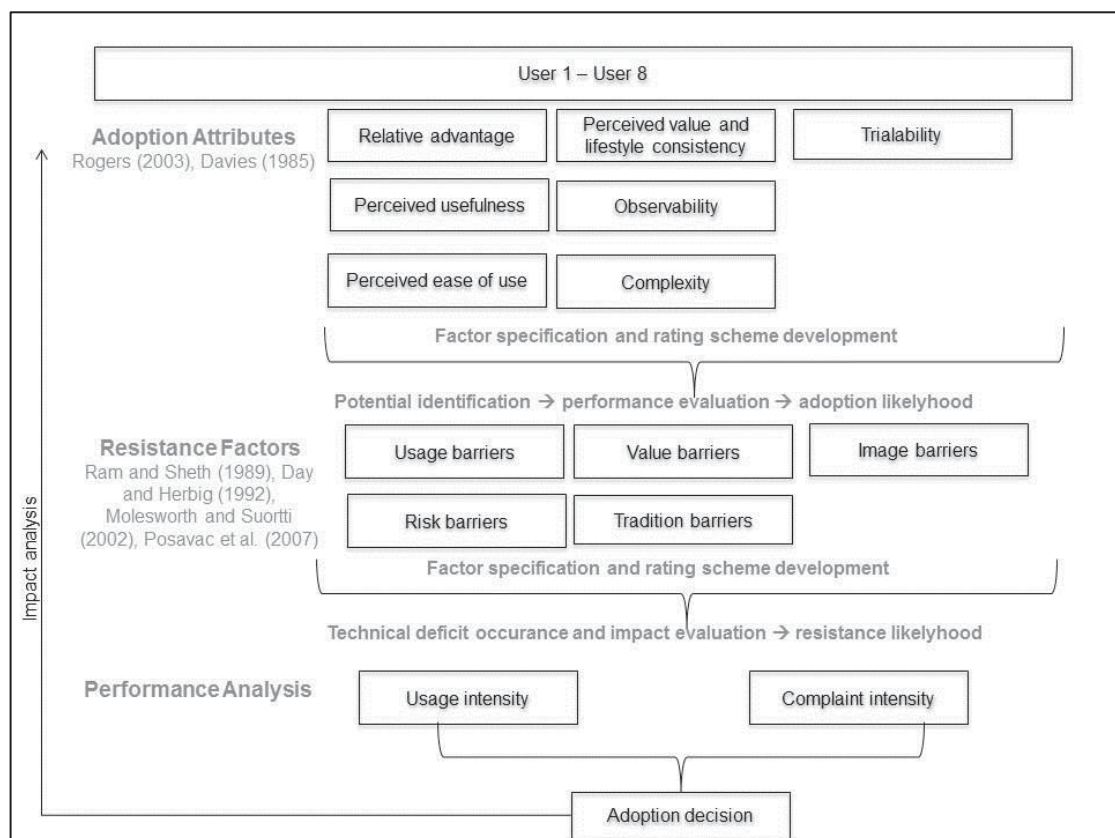 User 1 – User 8
Adoption Attributes
Rogers (2003), Davies (1985)
Relative advantage
Perceived value and
lifestyle consistency
Trialability
Perceived usefulness
Observability
Perceived ease of use
Complexity
Factor specification and rating scheme development
Potential identification → performance evaluation → adoption likelyhood
Resistance Factors
Ram and Sheth (1989), Day
and Herbig (1992),
Molesworth and Suortti
(2002), Posavac et al. (2007)
Usage barriers
Value barriers
Image barriers
Risk barriers
Tradition barriers
Factor specification and rating scheme development
Technical deficit occurance and impact evaluation → resistance likelyhood
Performance Analysis
Usage intensity
Complaint intensity
Adoption decision
Impact analysis